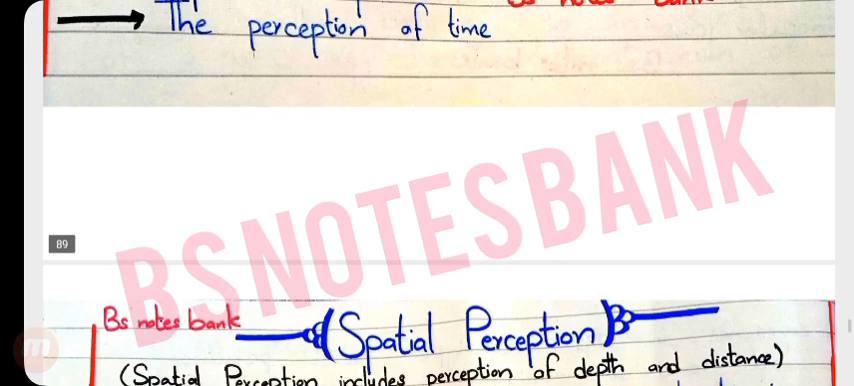 The perception of time
BSNOTESBANK
89
Bs notes bank
Spatial Perception
(Spatial Perception includes perception of depth and distance)